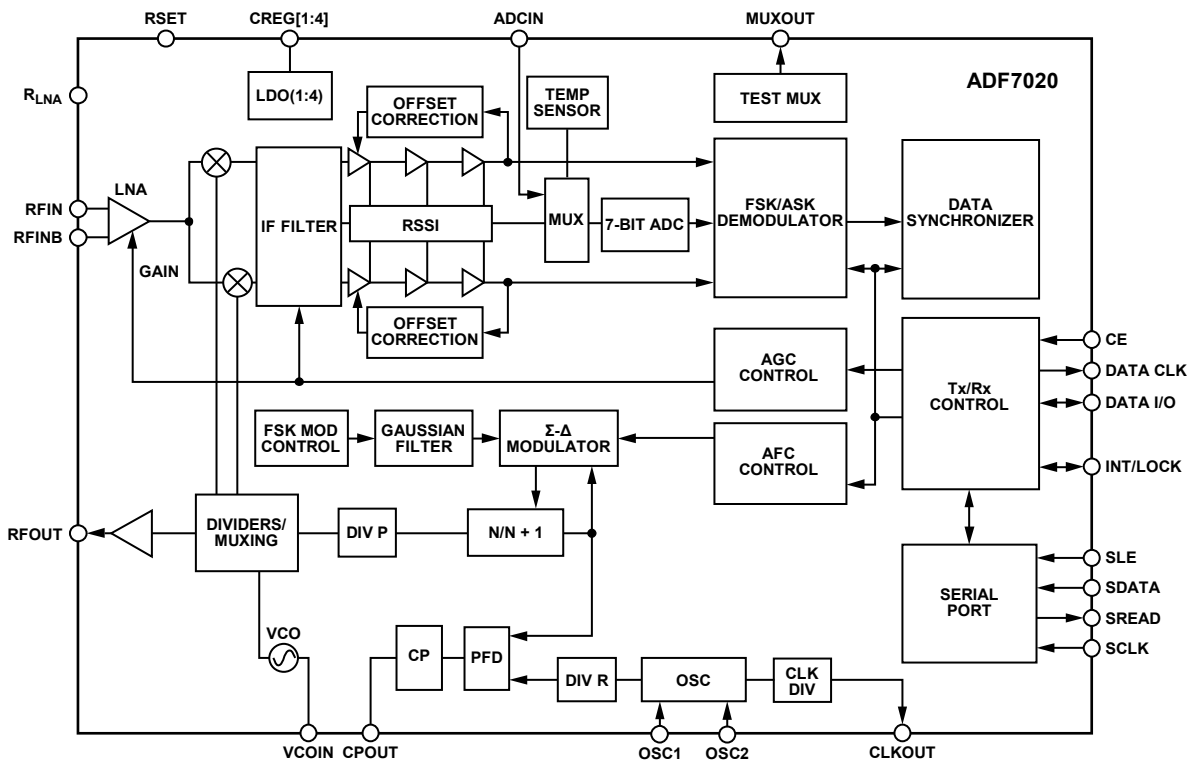 RSET
CREG[1:4]
ADCIN
MUXOUT
ADF7020
RLNA
LDO(1:4)
OFFSET
CORRECTION
TEMP
SENSOR
TEST MUX
LNA
RFIN
RFINB
GAIN
IF FILTER
RSSI
MUX
7-BIT ADC
FSK/ASK
DEMODULATOR
DATA
SYNCHRONIZER
OFFSET
CORRECTION
AGC
CONTROL
Tx/Rx
CONTROL
CE
DATA CLK
DATA I/O
INT/LOCK
FSK MOD
CONTROL
GAUSSIAN
FILTER
Σ-Δ
MODULATOR
AFC
CONTROL
RFOUT
DIVIDERS/
MUXING
DIV P
N/N + 1
SERIAL
PORT
SLE
SDATA
SREAD
SCLK
VCO
CP
PFD
DIV R
OSC
CLK
DIV
VCOIN
CPOUT
OSC1
OSC2
CLKOUT